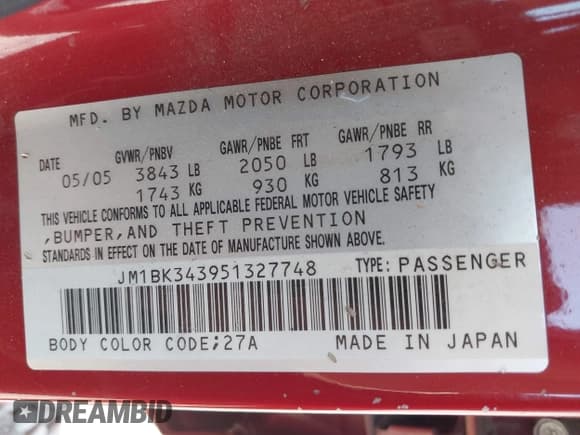 MFD. BY MAZDA MOTOR CORPORATION
DATE GVWR/PNBV GAWR/PNBE FRT GAWR/PNBE RR
05/05 3843 LB 2050 LB 1793 LB
1743 KG 930 KG 813 KG
THIS VEHICLE CONFORMS TO ALL APPLICABLE FEDERAL MOTOR VEHICLE SAFETY
,BUMPER,AND THEFT PREVENTION
STANDARDS IN EFFECT ON THE DATE OF MANUFACTURE SHOWN ABOVE.
JM1BK343951327748 TYPE: PASSENGER
BODY COLOR CODE;27A MADE IN JAPAN
DREAMBID